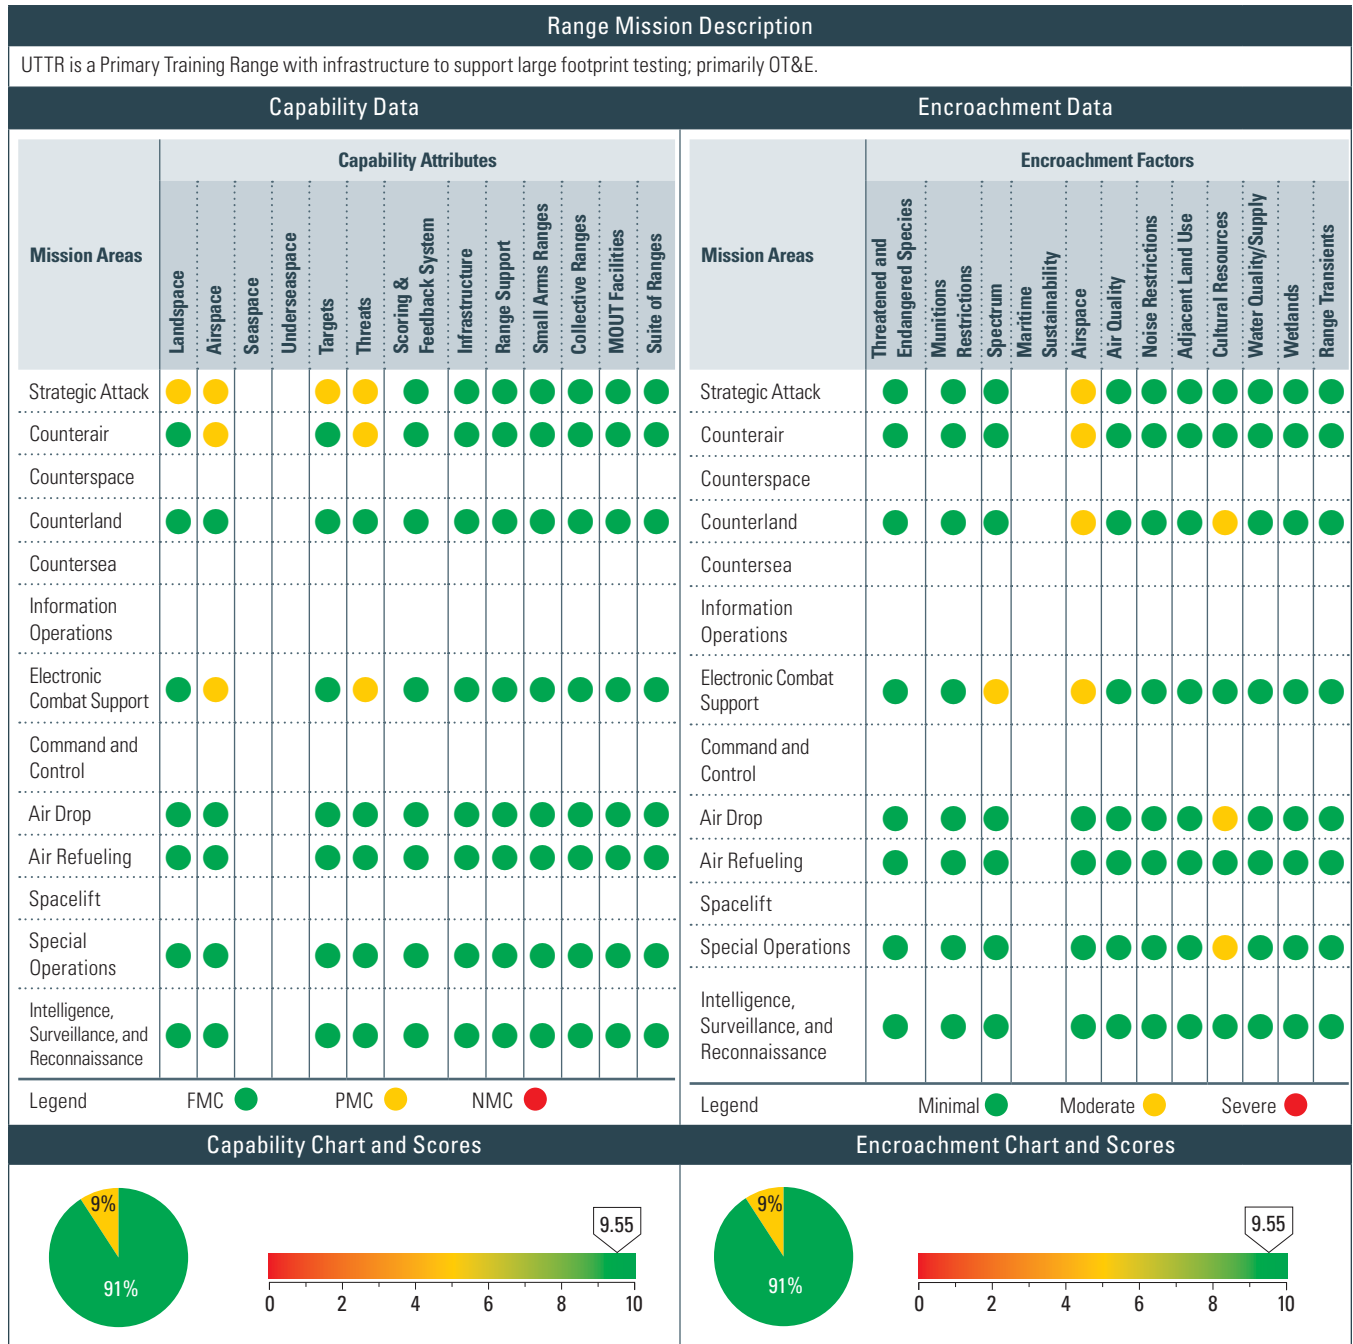 Range Mission Description
UTTR is a Primary Training Range with infrastructure to support large footprint testing; primarily OT&E.
Capability Data
Mission Areas
Capability Attributes
Landspace
Airspace
Seaspace
Underseaspace
Targets
Threats
Scoring &
Feedback System
Infrastructure
Range Support
Small Arms Ranges
Collective Ranges
MOUT Facilities
Suite of Ranges
Strategic Attack
Counterair
Counterspace
Counterland
Countersea
Information
Operations
Electronic
Combat Support
Command and
Control
Air Drop
Air Refueling
Spacelift
Special
Operations
Intelligence,
Surveillance, and
Reconnaissance
Legend FMC PMC NMC
Encroachment Data
Mission Areas
Encroachment Factors
Threatened and
Endangered Species
Munitions
Restrictions
Spectrum
Maritime
Sustainability
Airspace
Air Quality
Noise Restrictions
Adjacent Land Use
Cultural Resources
Water Quality/Supply
Wetlands
Range Transients
Strategic Attack
Counterair
Counterspace
Counterland
Countersea
Information
Operations
Electronic Combat
Support
Command and
Control
Air Drop
Air Refueling
Spacelift
Special Operations
Intelligence,
Surveillance, and
Reconnaissance
Legend Minimal Moderate Severe
Capability Chart and Scores
9%
91%
9.55
0 2 4 6 8 10
Encroachment Chart and Scores
9%
91%
9.55
0 2 4 6 8 10